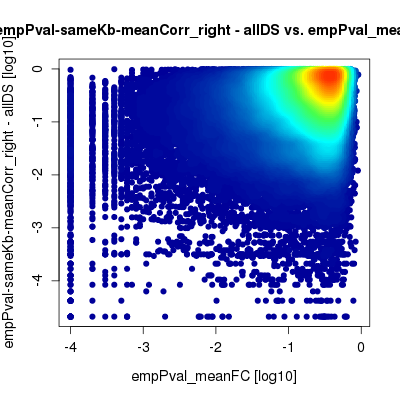 empPval-sameKb-meanCorr_right - allDS vs. empPval_mea
empPval-sameKb-meanCorr_right - allDS [log10]
0
-1
-2
-3
-4
-4 -3 -2 -1 0
empPval_meanFC [log10]